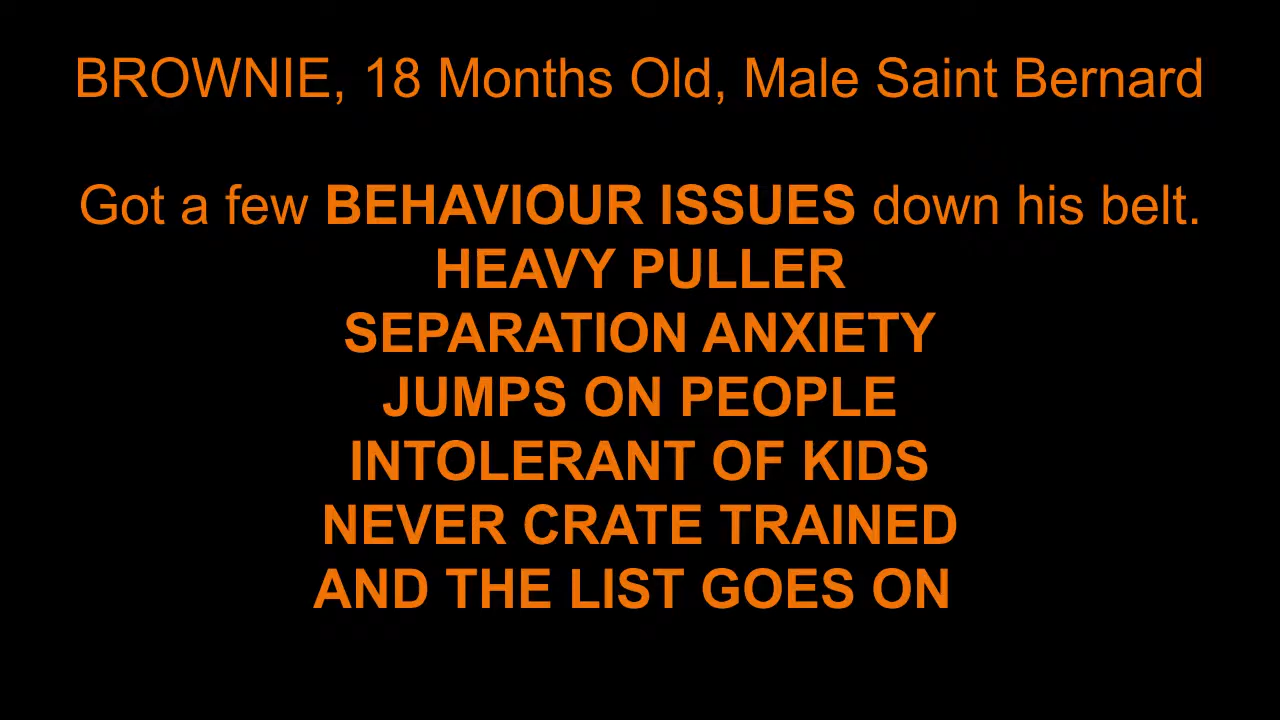 BROWNIE, 18 Months Old, Male Saint Bernard
Got a few BEHAVIOUR ISSUES down his belt.
HEAVY PULLER
SEPARATION ANXIETY
JUMPS ON PEOPLE
INTOLERANT OF KIDS
NEVER CRATE TRAINED
AND THE LIST GOES ON